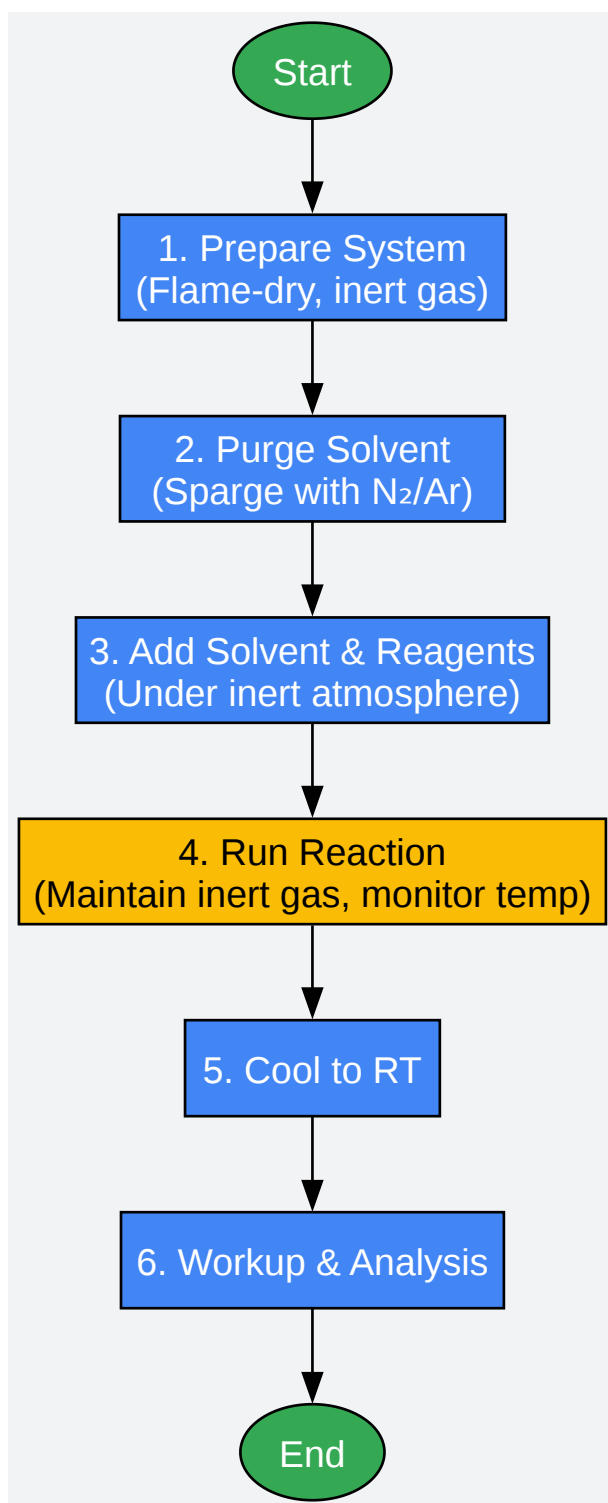 Start
1. Prepare System
(Flame-dry, inert gas)
2. Purge Solvent
(Sparge with N₂/Ar)
3. Add Solvent & Reagents
(Under inert atmosphere)
4. Run Reaction
(Maintain inert gas, monitor temp)
5. Cool to RT
6. Workup & Analysis
End